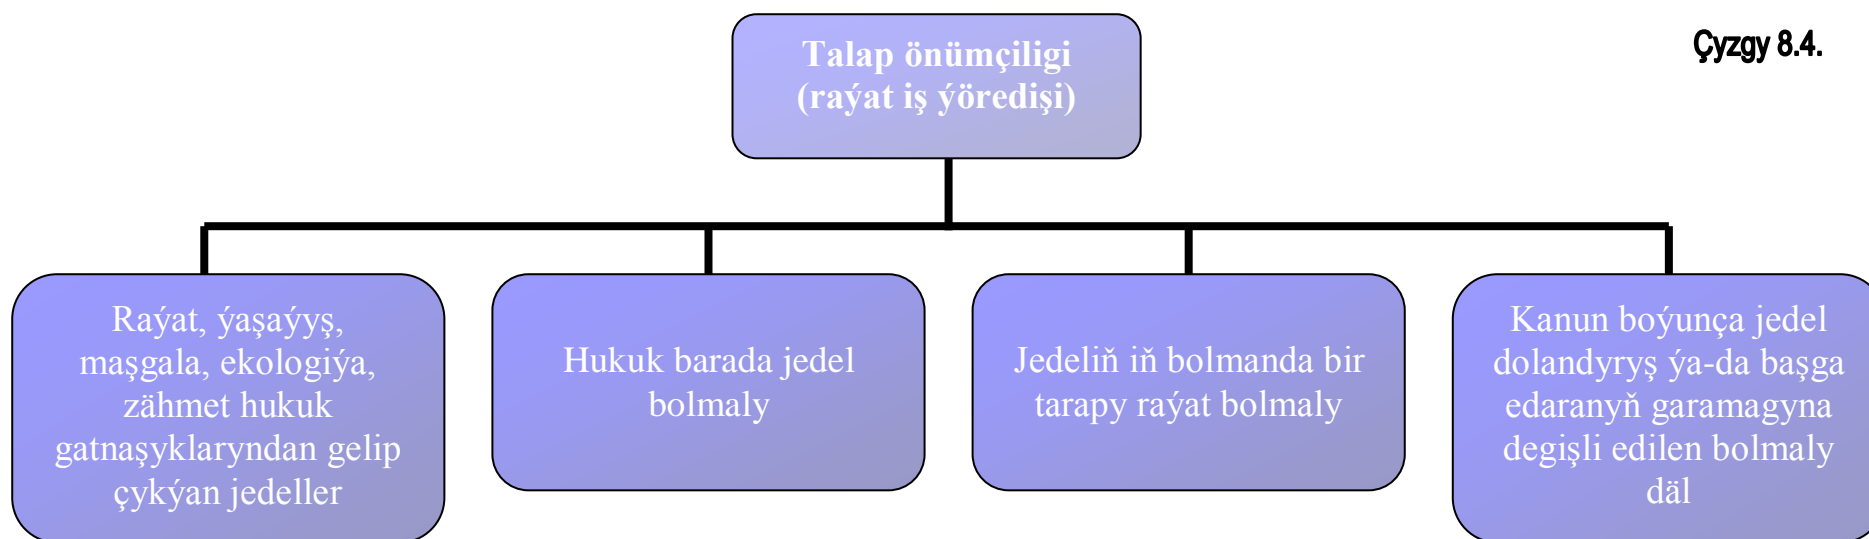 Çyzgy 8.4.
Talap önümçiligi
(raýat iş ýöredişi)
Raýat, ýaşaýyş,
maşgala, ekologiýa,
zähmet hukuk
gatnaşyklaryndan gelip
çykýan jedeller
Hukuk barada jedel
bolmaly
Jedeliň iň bolmanda bir
tarapy raýat bolmaly
Kanun boýunça jedel
dolandyryş ýa-da başga
edaranyň garamagyna
degişli edilen bolmaly
däl